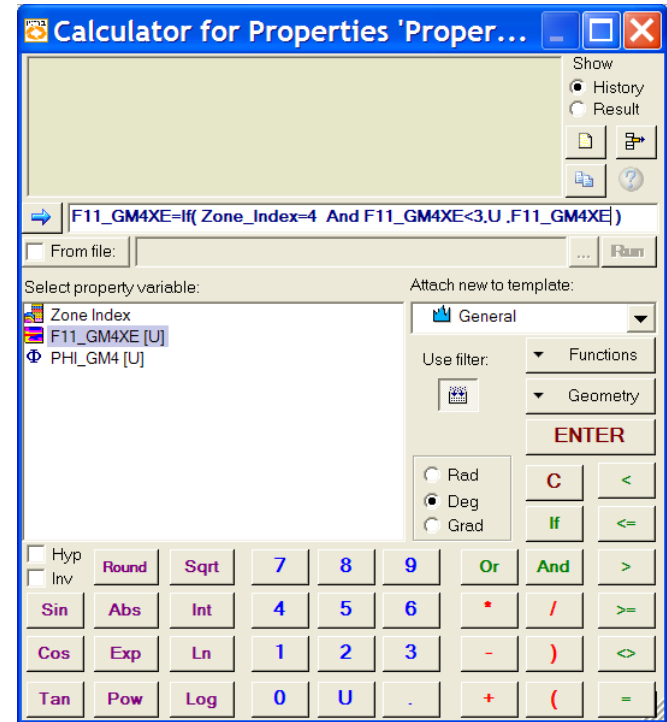 Calculator for Properties 'Proper...
Show
History
Result
F11_GM4XE=If( Zone_Index=4 And F11_GM4XE<3,U ,F11_GM4XE )
From file:
... Run
Select property variable:
Attach new to template:
Zone Index
F11_GM4XE [U]
Φ PHI_GM4 [U]
General
Use filter:
Functions
Geometry
ENTER
Rad
Deg
Grad
C <
If <=
Hyp
Inv
Round Sqrt 7 8 9 Or And >
Sin Abs Int 4 5 6 * / >=
Cos Exp Ln 1 2 3 - ) <>
Tan Pow Log 0 U . + ( =